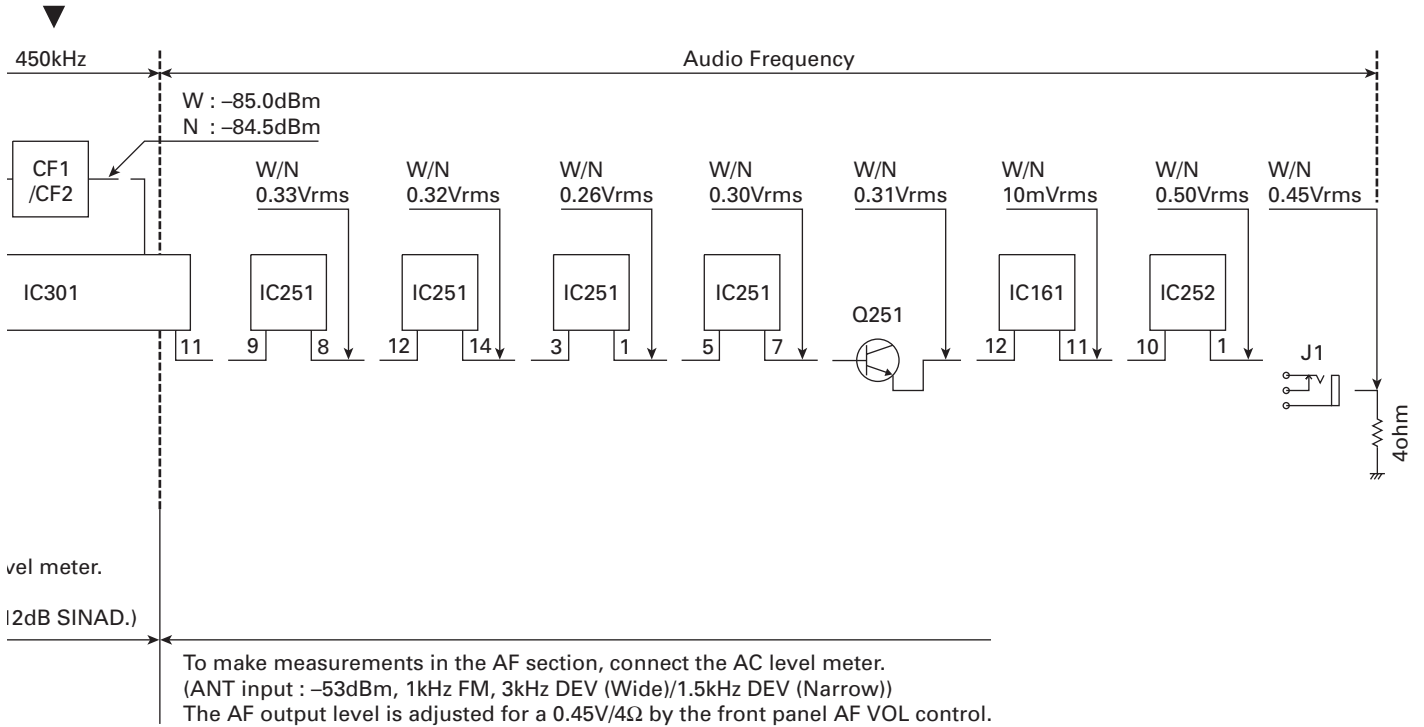 450kHz
Audio Frequency
W : –85.0dBm
N : –84.5dBm
CF1
/CF2
W/N
0.33Vrms
W/N
0.32Vrms
W/N
0.26Vrms
W/N
0.30Vrms
W/N
0.31Vrms
W/N
10mVrms
W/N
0.50Vrms
W/N
0.45Vrms
IC301
IC251
IC251
IC251
IC251
Q251
IC161
IC252
J1
11
9
8
12
14
3
1
5
7
12
11
10
1
4ohm
vel meter.
12dB SINAD.)
To make measurements in the AF section, connect the AC level meter.
(ANT input : –53dBm, 1kHz FM, 3kHz DEV (Wide)/1.5kHz DEV (Narrow))
The AF output level is adjusted for a 0.45V/4Ω by the front panel AF VOL control.